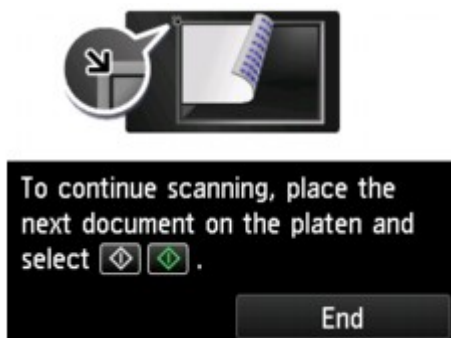 To continue scanning, place the
next document on the platen and
select .
End